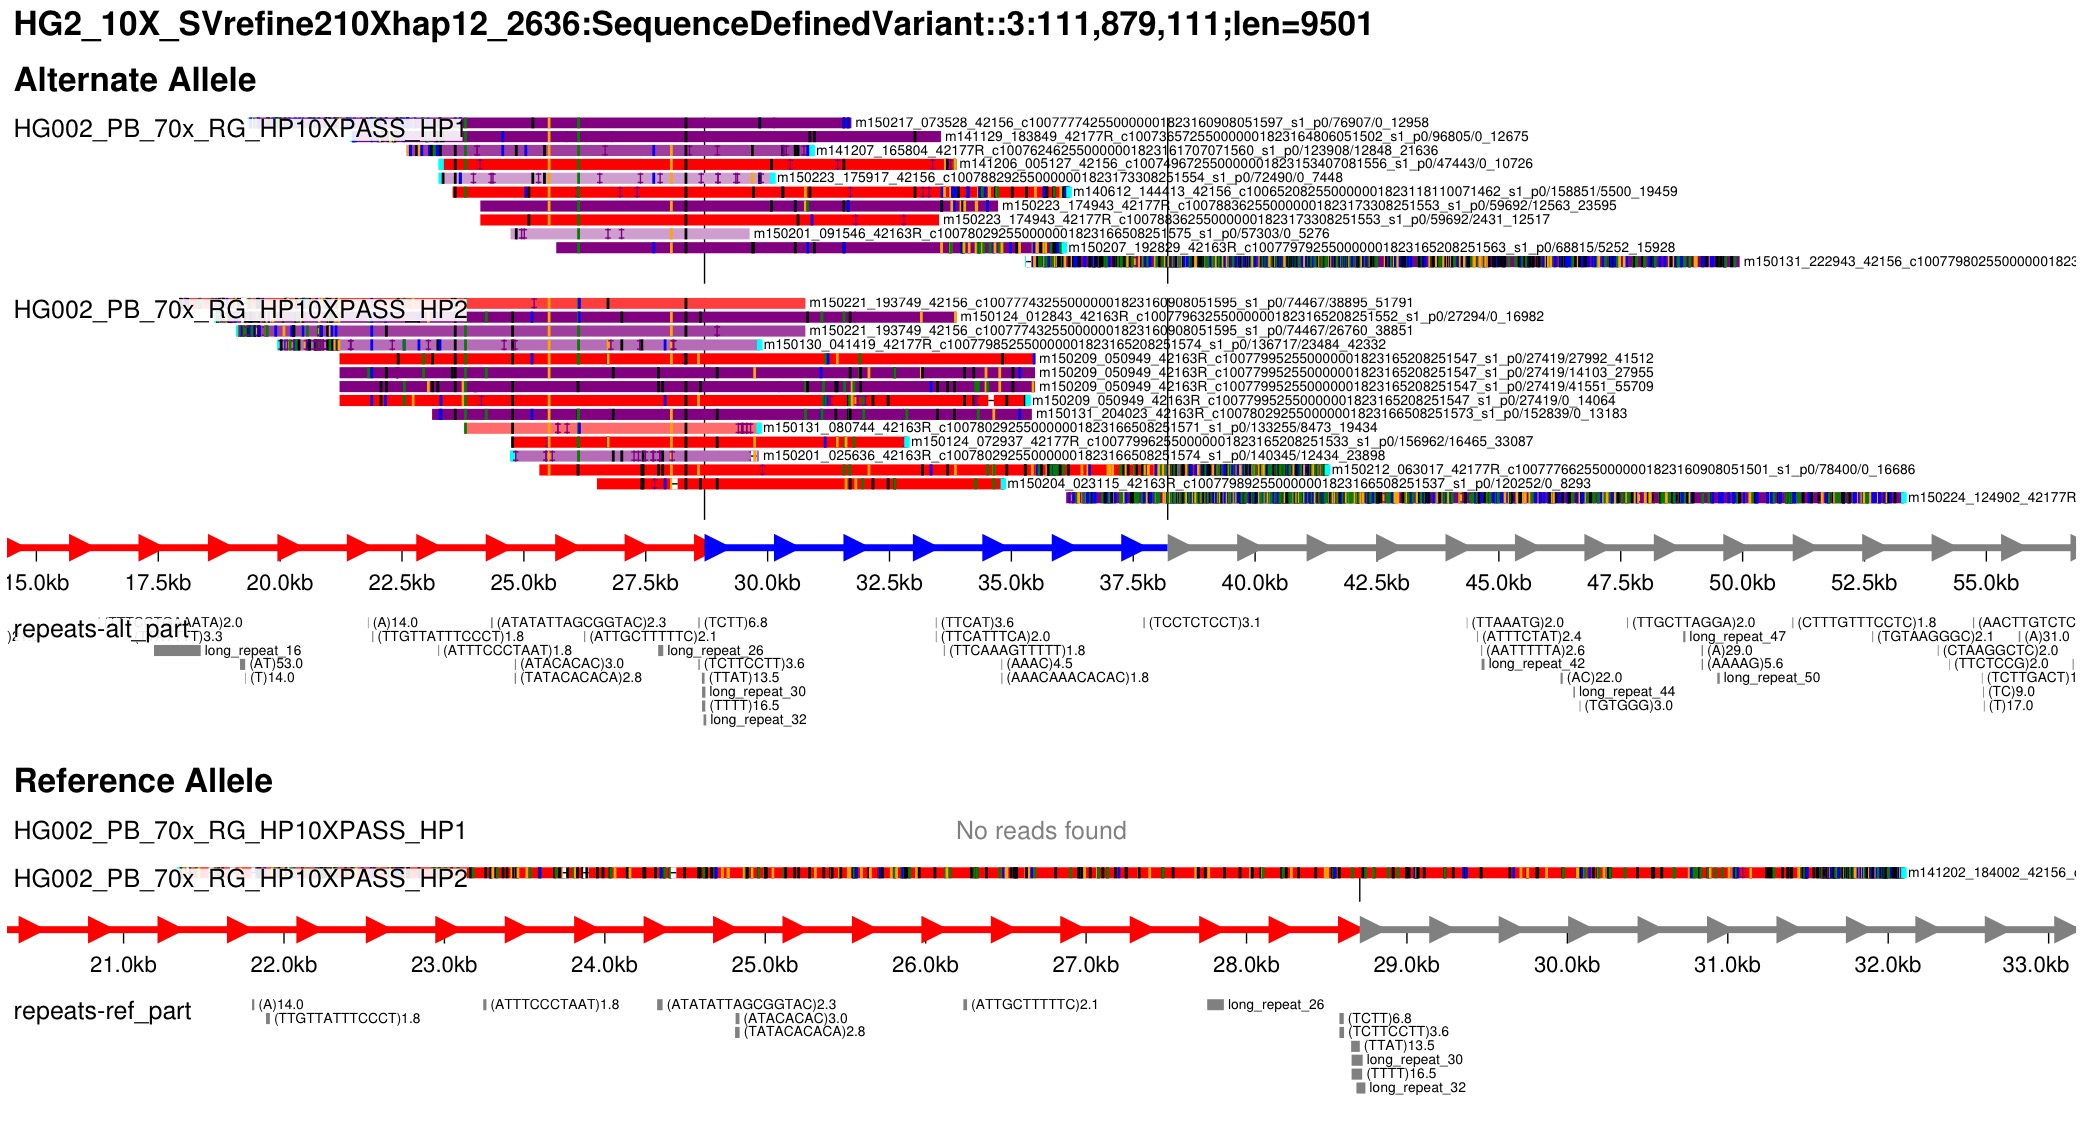 HG2_10X_SVrefine210Xhap12_2636:SequenceDefinedVariant::3:111,879,111;len=9501
Alternate Allele
HG002_PB_70x_RG_HP10XPASS_HP1
m150217_073528_42156_c100777742550000001823160908051597_s1_p0/76907/0_12958
m141129_183849_42177R_c100736572550000001823164806051502_s1_p0/96805/0_12675
m141207_165804_42177R_c100762462550000001823161707071560_s1_p0/123908/12848_21636
m141206_005127_42156_c100749672550000001823153407081556_s1_p0/47443/0_10726
m150223_175917_42156_c100788292550000001823173308251554_s1_p0/72490/0_7448
m140612_144413_42156_c100652082550000001823118110071462_s1_p0/158851/5500_19459
m150223_174943_42177R_c100788362550000001823173308251553_s1_p0/59692/12563_23595
m150223_174943_42177R_c100788362550000001823173308251553_s1_p0/59692/2431_12517
m150201_091546_42163R_c100780292550000001823166508251575_s1_p0/57303/0_5276
m150207_192829_42163R_c100779792550000001823165208251563_s1_p0/68815/5252_15928
m150131_222943_42156_c100779802550000001823
HG002_PB_70x_RG_HP10XPASS_HP2
m150221_193749_42156_c100777432550000001823160908051595_s1_p0/74467/38895_51791
m150124_012843_42177R_c100779632550000001823165208251552_s1_p0/27294/0_16982
m150221_193749_42156_c100777432550000001823160908051595_s1_p0/74467/26760_38851
m150130_041419_42177R_c100779852550000001823165208251574_s1_p0/136717/23484_42332
m150209_050949_42163R_c100779952550000001823165208251547_s1_p0/27419/27992_41512
m150209_050949_42163R_c100779952550000001823165208251547_s1_p0/27419/14103_27955
m150209_050949_42163R_c100779952550000001823165208251547_s1_p0/27419/41551_55709
m150209_050949_42163R_c100779952550000001823165208251547_s1_p0/27419/0_14064
m150131_204023_42163R_c100780292550000001823166508251573_s1_p0/152839/0_13183
m150131_080744_42163R_c100780292550000001823166508251571_s1_p0/133255/8473_19434
m150124_072937_42177R_c100779962550000001823165208251533_s1_p0/156962/16465_33087
m150201_025636_42163R_c100780292550000001823166508251574_s1_p0/140345/12434_23898
m150212_063017_42177R_c100777662550000001823160908051501_s1_p0/78400/0_16686
m150204_023115_42163R_c100779892550000001823166508251537_s1_p0/120252/0_8293
m150224_124902_42177R
15.0kb 17.5kb 20.0kb 22.5kb 25.0kb 27.5kb 30.0kb 32.5kb 35.0kb 37.5kb 40.0kb 42.5kb 45.0kb 47.5kb 50.0kb 52.5kb 55.0kb
repeats-alt_part
(A)14.0 (ATATATTAGCGGTAC)2.3 (TCTT)6.8 (TTCAT)3.6 (TCCTCTCCT)3.1 (TTAAATG)2.0 (TTGCTTAGGA)2.0 (CTTTGTTTCCTC)1.8 (AACTTGTCTC
T)3.3 (TTGTTATTTCCCT)1.8 (ATTGCTTTTTC)2.1 (TTCATTTCA)2.0 (ATTTCTAT)2.4 long_repeat_47 (TGTAAGGGC)2.1 (A)31.0
long_repeat_16 (ATTTCCCTAAT)1.8 long_repeat_26 (TTCAAAGTTTTT)1.8 (AATTTTTA)2.6 (A)29.0 (CTAAGGCTC)2.0
(AT)53.0 (ATACACAC)3.0 (TCTTCCTT)3.6 (AAAC)4.5 long_repeat_42 (AAAAG)5.6 (TTCTCCG)2.0
(T)14.0 (TATACACACA)2.8 (TTAT)13.5 (AAACAAACACAC)1.8 (AC)22.0 long_repeat_50 (TCTTGACT)1
long_repeat_30 long_repeat_44 (TC)9.0
(TTTT)16.5 (TGTGGG)3.0 (T)17.0
long_repeat_32
Reference Allele
HG002_PB_70x_RG_HP10XPASS_HP1
No reads found
HG002_PB_70x_RG_HP10XPASS_HP2
m141202_184002_42156_
21.0kb 22.0kb 23.0kb 24.0kb 25.0kb 26.0kb 27.0kb 28.0kb 29.0kb 30.0kb 31.0kb 32.0kb 33.0kb
repeats-ref_part
(A)14.0 (ATTTCCCTAAT)1.8 (ATATATTAGCGGTAC)2.3 (ATTGCTTTTTC)2.1 long_repeat_26
(TTGTTATTTCCCT)1.8 (ATACACAC)3.0 (TCTT)6.8
(TATACACACA)2.8 (TCTTCCTT)3.6
(TTAT)13.5
long_repeat_30
(TTTT)16.5
long_repeat_32